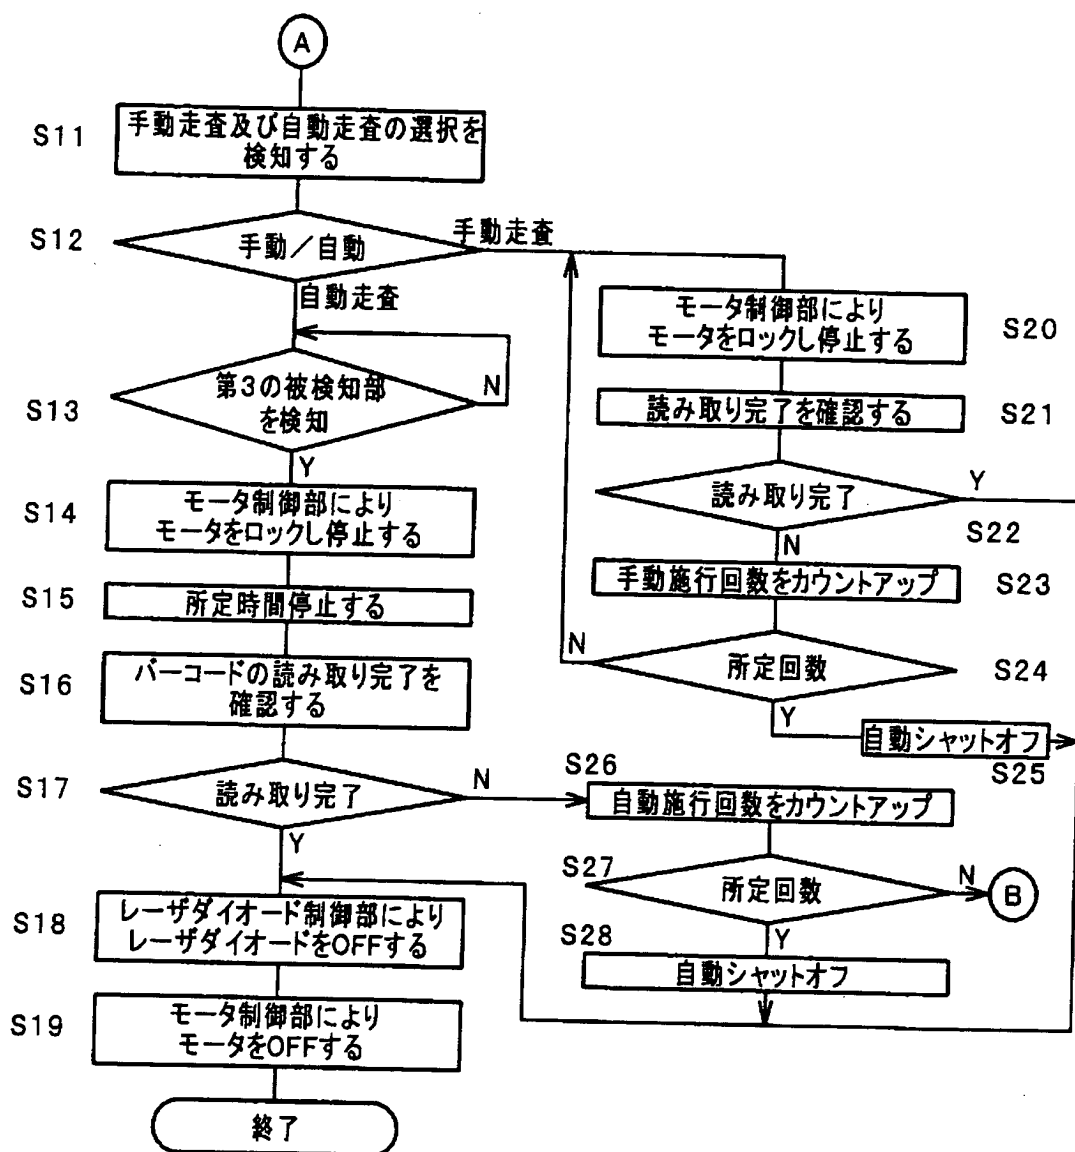 A
S11
手動走査及び自動走査の選択を
検知する
S12
手動／自動
手動走査
自動走査
S13
第3の被検知部
を検知
N
Y
S14
モータ制御部により
モータをロックし停止する
S15
所定時間停止する
S16
バーコードの読み取り完了を
確認する
S17
読み取り完了
N
Y
S18
レーザダイオード制御部により
レーザダイオードをOFFする
S19
モータ制御部により
モータをOFFする
終了
モータ制御部により
モータをロックし停止する
S20
読み取り完了を確認する
S21
読み取り完了
Y
S22
N
手動施行回数をカウントアップ
S23
N
所定回数
S24
Y
自動シャットオフ
S25
S26
自動施行回数をカウントアップ
S27
所定回数
N
B
Y
S28
自動シャットオフ